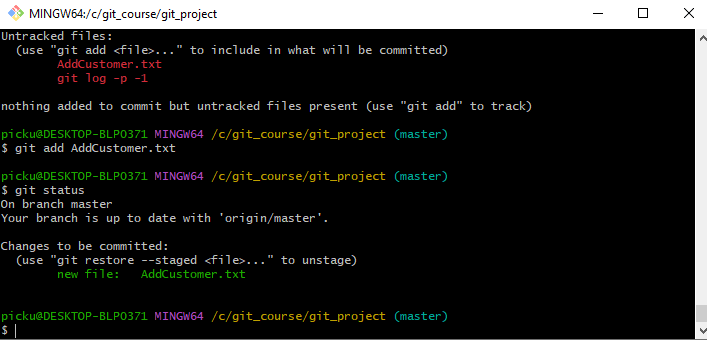 MINGW64:/c/git_course/git_project
Untracked files:
  (use "git add <file>..." to include in what will be committed)
        AddCustomer.txt
        git log -p -1

nothing added to commit but untracked files present (use "git add" to track)

picku@DESKTOP-BLPO371 MINGW64 /c/git_course/git_project (master)
$ git add AddCustomer.txt

picku@DESKTOP-BLPO371 MINGW64 /c/git_course/git_project (master)
$ git status
On branch master
Your branch is up to date with 'origin/master'.

Changes to be committed:
  (use "git restore --staged <file>..." to unstage)
        new file:   AddCustomer.txt

picku@DESKTOP-BLPO371 MINGW64 /c/git_course/git_project (master)
$